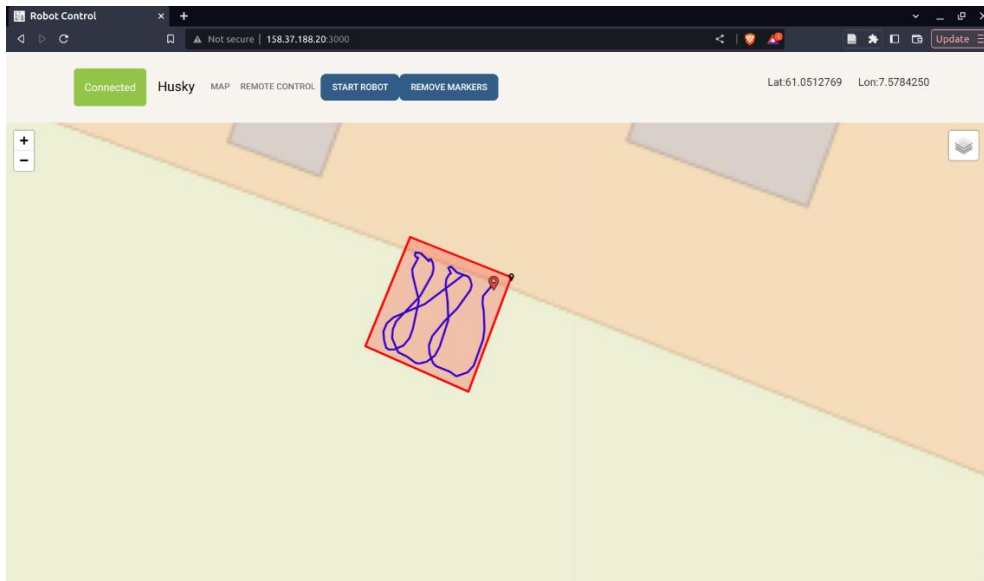 Robot Control
Not secure | 158.37.188.20:3000
Update
Connected Husky MAP REMOTE CONTROL START ROBOT REMOVE MARKERS Lat:61.0512769 Lon:7.5784250
+
−